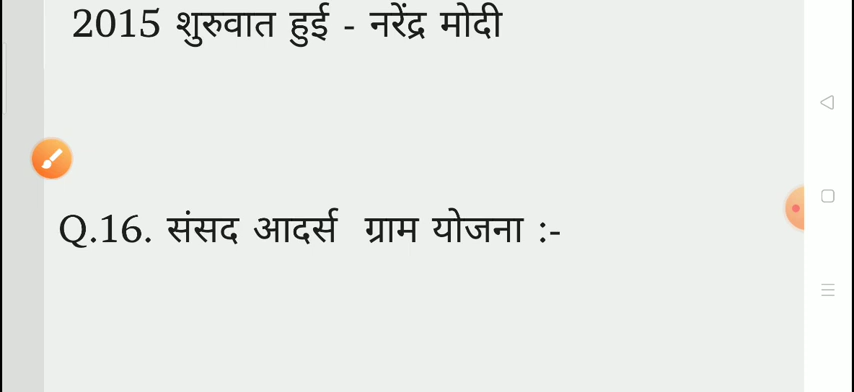 2015 शुरुवात हुई - नरेंद्र मोदी
Q.16. संसद आदर्स ग्राम योजना :-